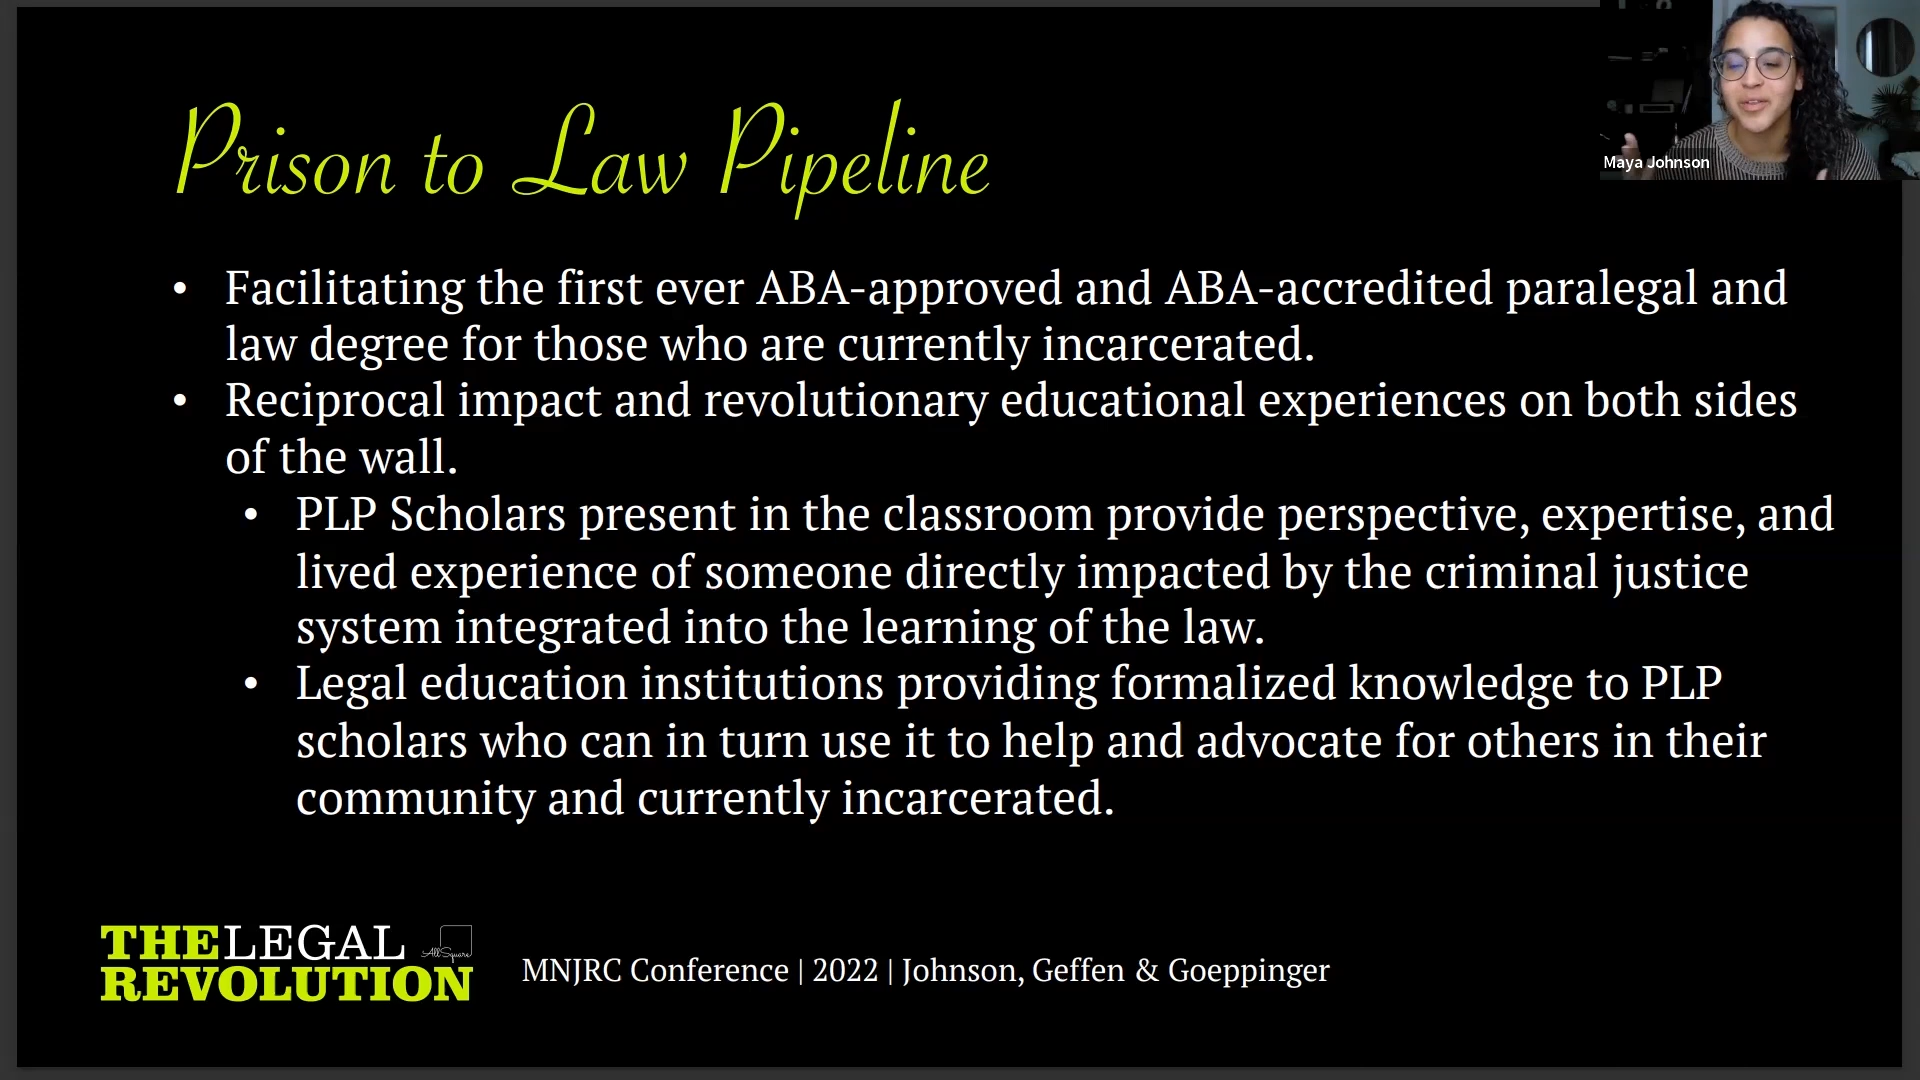 Prison to Law Pipeline
Maya Johnson
• Facilitating the first ever ABA-approved and ABA-accredited paralegal and
law degree for those who are currently incarcerated.
• Reciprocal impact and revolutionary educational experiences on both sides
of the wall.
• PLP Scholars present in the classroom provide perspective, expertise, and
lived experience of someone directly impacted by the criminal justice
system integrated into the learning of the law.
• Legal education institutions providing formalized knowledge to PLP
scholars who can in turn use it to help and advocate for others in their
community and currently incarcerated.
THE LEGAL
REVOLUTION
All Square
MNJRC Conference | 2022 | Johnson, Geffen & Goeppinger